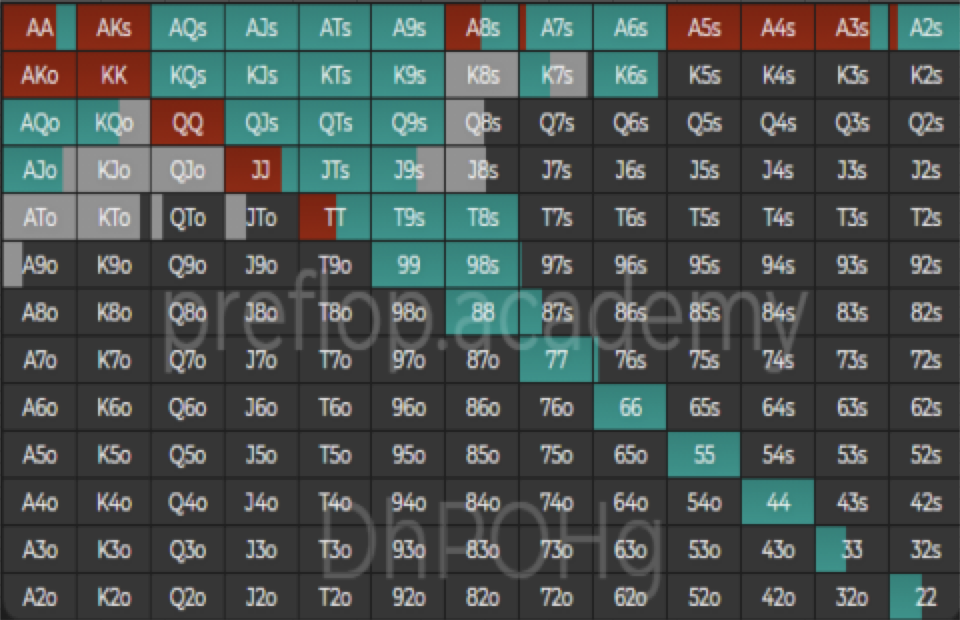 AA AKs AQs AJs ATs A9s A8s A7s A6s A5s A4s A3s A2s
AKo KK KQs KJs KTs K9s K8s K7s K6s K5s K4s K3s K2s
AQo KQo QQ QJs QTs Q9s Q8s Q7s Q6s Q5s Q4s Q3s Q2s
AJo KJo QJo JJ JTs J9s J8s J7s J6s J5s J4s J3s J2s
ATo KTo QTo JTo TT T9s T8s T7s T6s T5s T4s T3s T2s
A9o K9o Q9o J9o T9o 99 98s 97s 96s 95s 94s 93s 92s
A8o K8o Q8o J8o T8o 98o 88 87s 86s 85s 84s 83s 82s
preflop.academy
A7o K7o Q7o J7o T7o 97o 87o 77 76s 75s 74s 73s 72s
A6o K6o Q6o J6o T6o 96o 86o 76o 66 65s 64s 63s 62s
A5o K5o Q5o J5o T5o 95o 85o 75o 65o 55 54s 53s 52s
A4o K4o Q4o J4o T4o 94o 84o 74o 64o 54o 44 43s 42s
DhPOHg
A3o K3o Q3o J3o T3o 93o 83o 73o 63o 53o 43o 33 32s
A2o K2o Q2o J2o T2o 92o 82o 72o 62o 52o 42o 32o 22